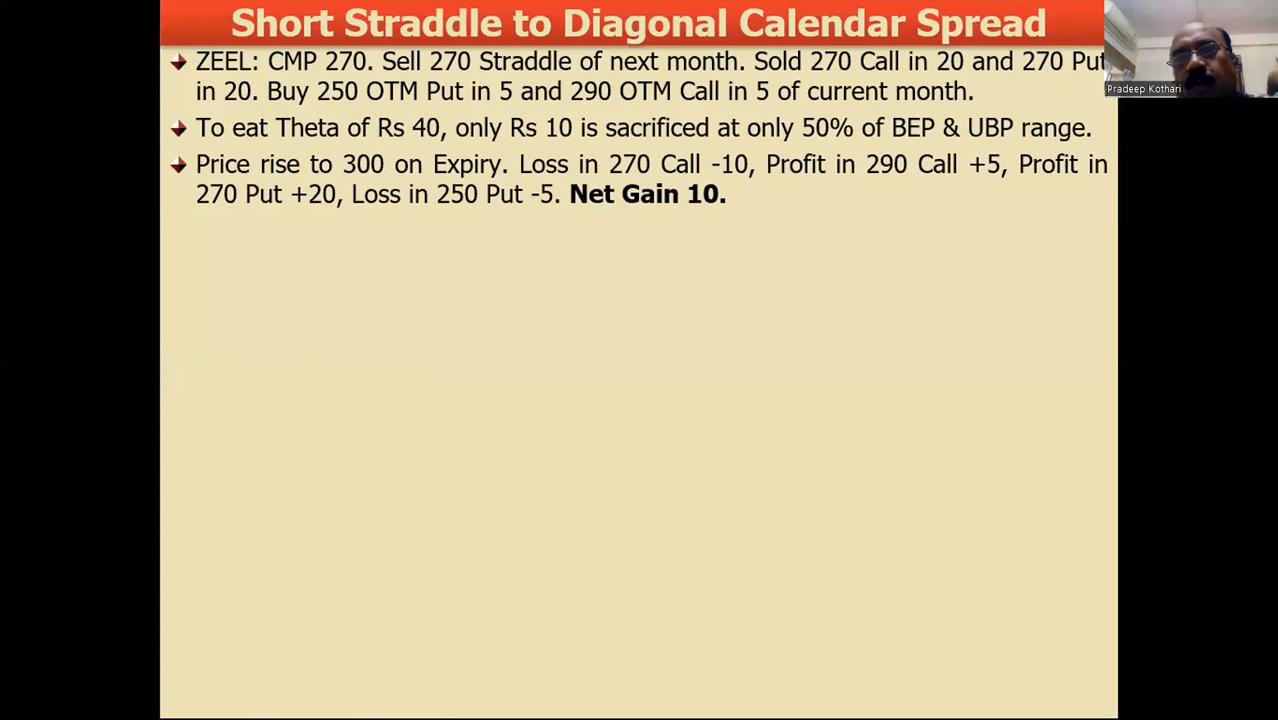 Short Straddle to Diagonal Calendar Spread
ZEEL: CMP 270. Sell 270 Straddle of next month. Sold 270 Call in 20 and 270 Put
in 20. Buy 250 OTM Put in 5 and 290 OTM Call in 5 of current month.
To eat Theta of Rs 40, only Rs 10 is sacrificed at only 50% of BEP & UBP range.
Price rise to 300 on Expiry. Loss in 270 Call -10, Profit in 290 Call +5, Profit in
270 Put +20, Loss in 250 Put -5. Net Gain 10.
Pradeep Kothari